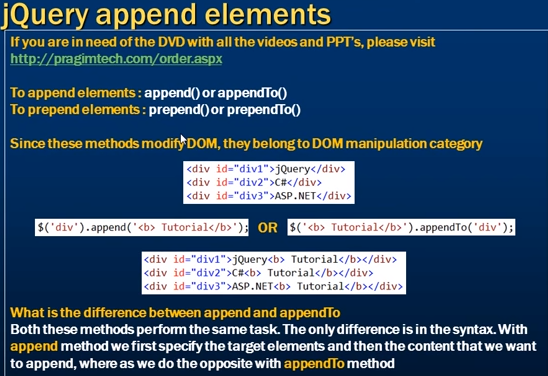 jQuery append elements
If you are in need of the DVD with all the videos and PPT's, please visit
http://pragimtech.com/order.aspx
To append elements : append() or appendTo()
To prepend elements : prepend() or prependTo()
Since these methods modify DOM, they belong to DOM manipulation category
<div id="div1">jQuery</div>
<div id="div2">C#</div>
<div id="div3">ASP.NET</div>
$('div').append('<b> Tutorial</b>'); OR $('<b> Tutorial</b>').appendTo('div');
<div id="div1">jQuery<b> Tutorial</b></div>
<div id="div2">C#<b> Tutorial</b></div>
<div id="div3">ASP.NET<b> Tutorial</b></div>
What is the difference between append and appendTo
Both these methods perform the same task. The only difference is in the syntax. With
append method we first specify the target elements and then the content that we want
to append, where as we do the opposite with appendTo method